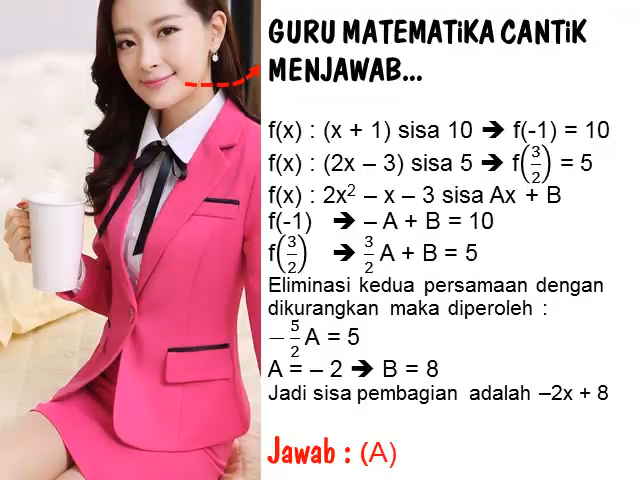 GURU MATEMATiKA CANTiK
MENJAWAB...
f(x) : (x + 1) sisa 10 ➔ f(-1) = 10
f(x) : (2x – 3) sisa 5 ➔ f(3/2) = 5
f(x) : 2x² – x – 3 sisa Ax + B
f(-1) ➔ – A + B = 10
f(3/2) ➔ 3/2 A + B = 5
Eliminasi kedua persamaan dengan
dikurangkan maka diperoleh :
–5/2 A = 5
A = – 2 ➔ B = 8
Jadi sisa pembagian adalah –2x + 8
Jawab : (A)